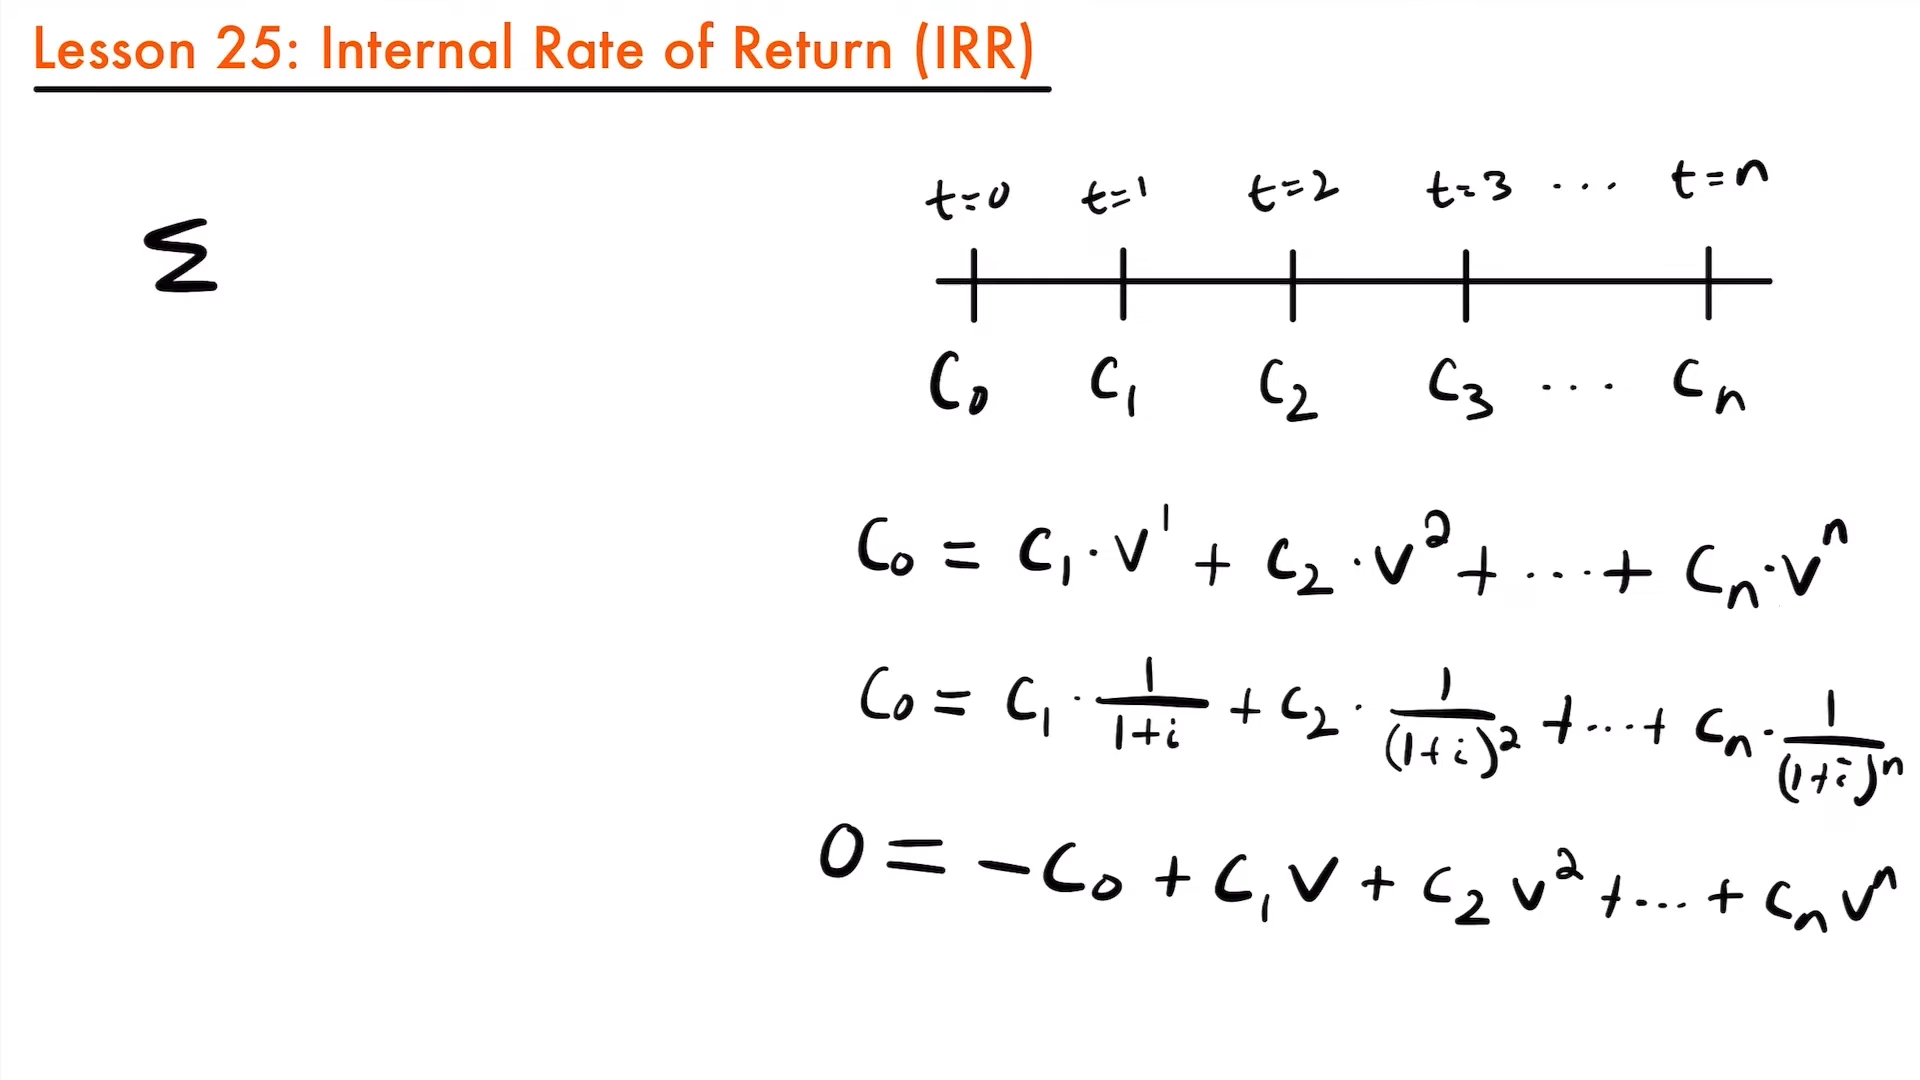 Lesson 25: Internal Rate of Return (IRR)
t=0 t=1 t=2 t=3 ... t=n
Σ
C₀ C₁ C₂ C₃ ... Cₙ
C₀ = C₁·v¹ + C₂·v² + ... + Cₙ·vⁿ
C₀ = C₁·1/(1+i) + C₂·1/(1+i)² + ... + Cₙ·1/(1+i)ⁿ
0 = -C₀ + C₁v + C₂v² + ... + Cₙvⁿ